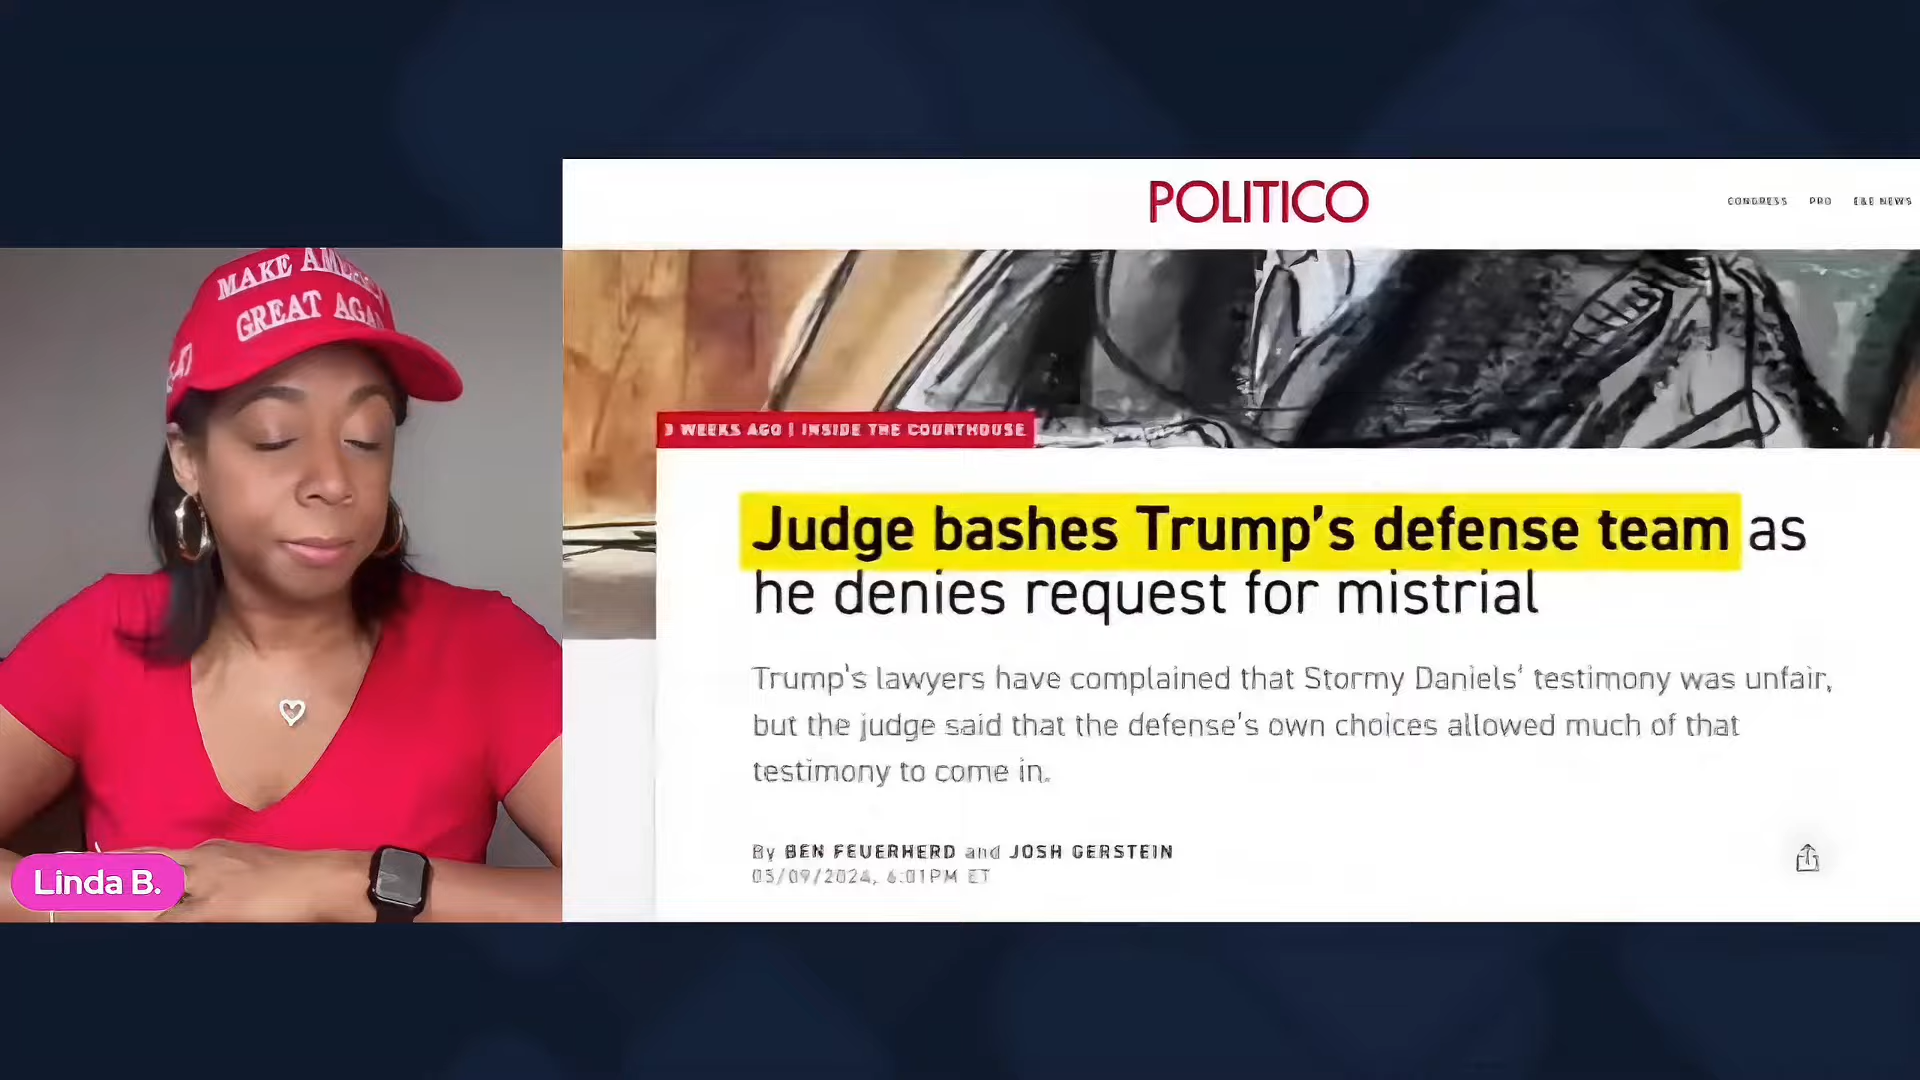 POLITICO
CONGRESS PRO E&E NEWS
MAKE AMER
GREAT AGA
3 WEEKS AGO | INSIDE THE COURTHOUSE
Judge bashes Trump's defense team as
he denies request for mistrial
Trump's lawyers have complained that Stormy Daniels' testimony was unfair,
but the judge said that the defense's own choices allowed much of that
testimony to come in.
By BEN FEUERHERD and JOSH GERSTEIN
05/09/2024, 6:01PM ET
Linda B.